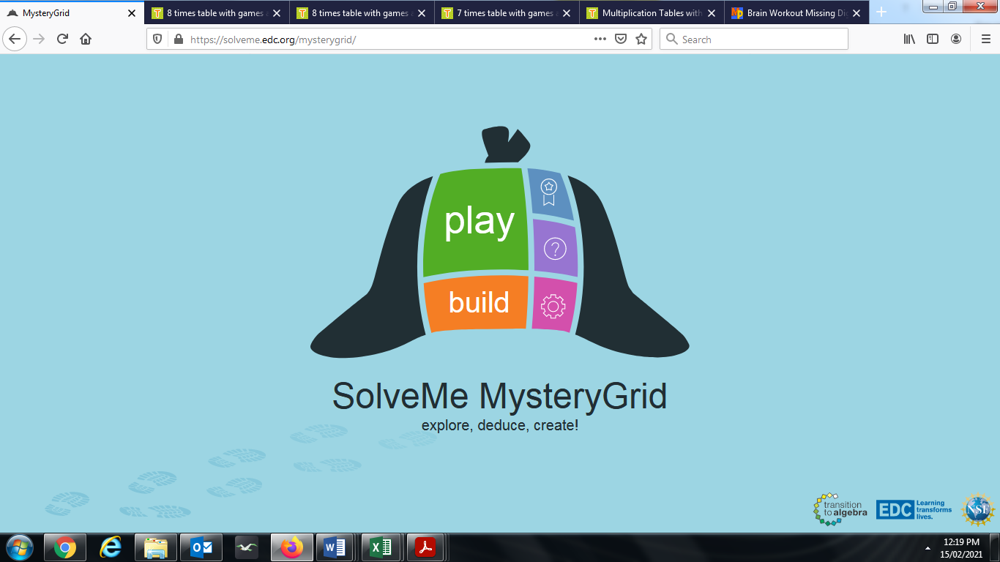 MysteryGrid
8 times table with games a
8 times table with games a
7 times table with games a
Multiplication Tables with
Brain Workout Missing Dig
https://solveme.edc.org/mysterygrid/
Search
play
build
?
SolveMe MysteryGrid
explore, deduce, create!
transition
to algebra
EDC
Learning
transforms
lives.
NSF
12:19 PM
15/02/2021